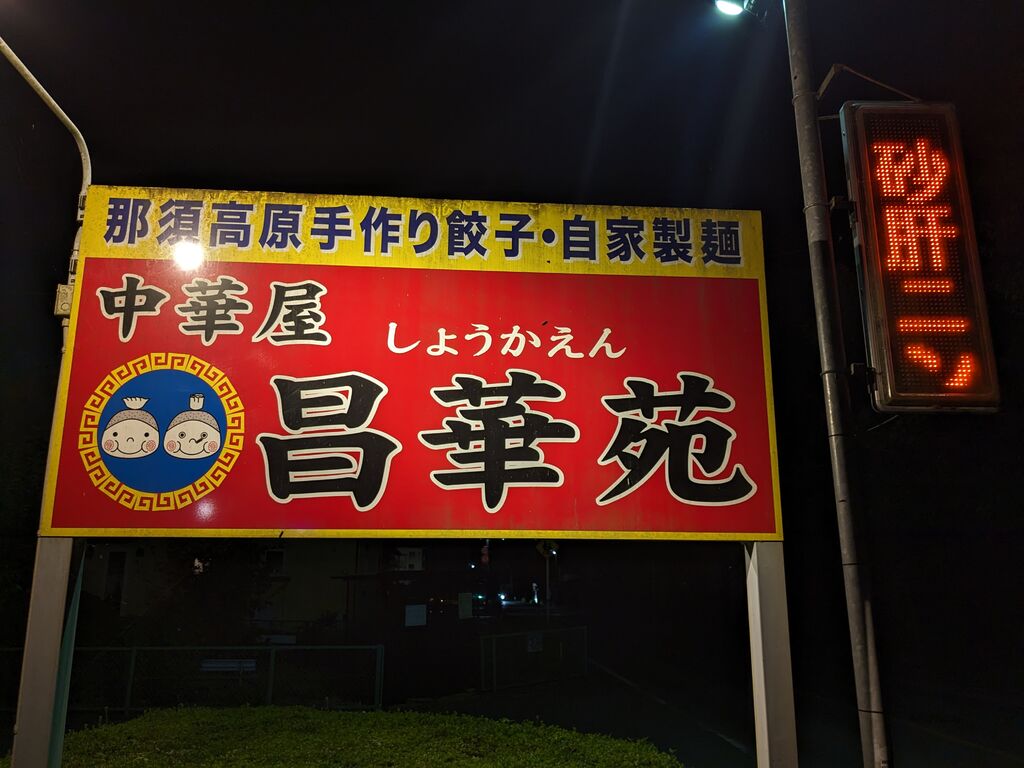 那須高原手作り餃子・自家製麺
中華屋
しょうかえん
昌華苑
砂肝ニン